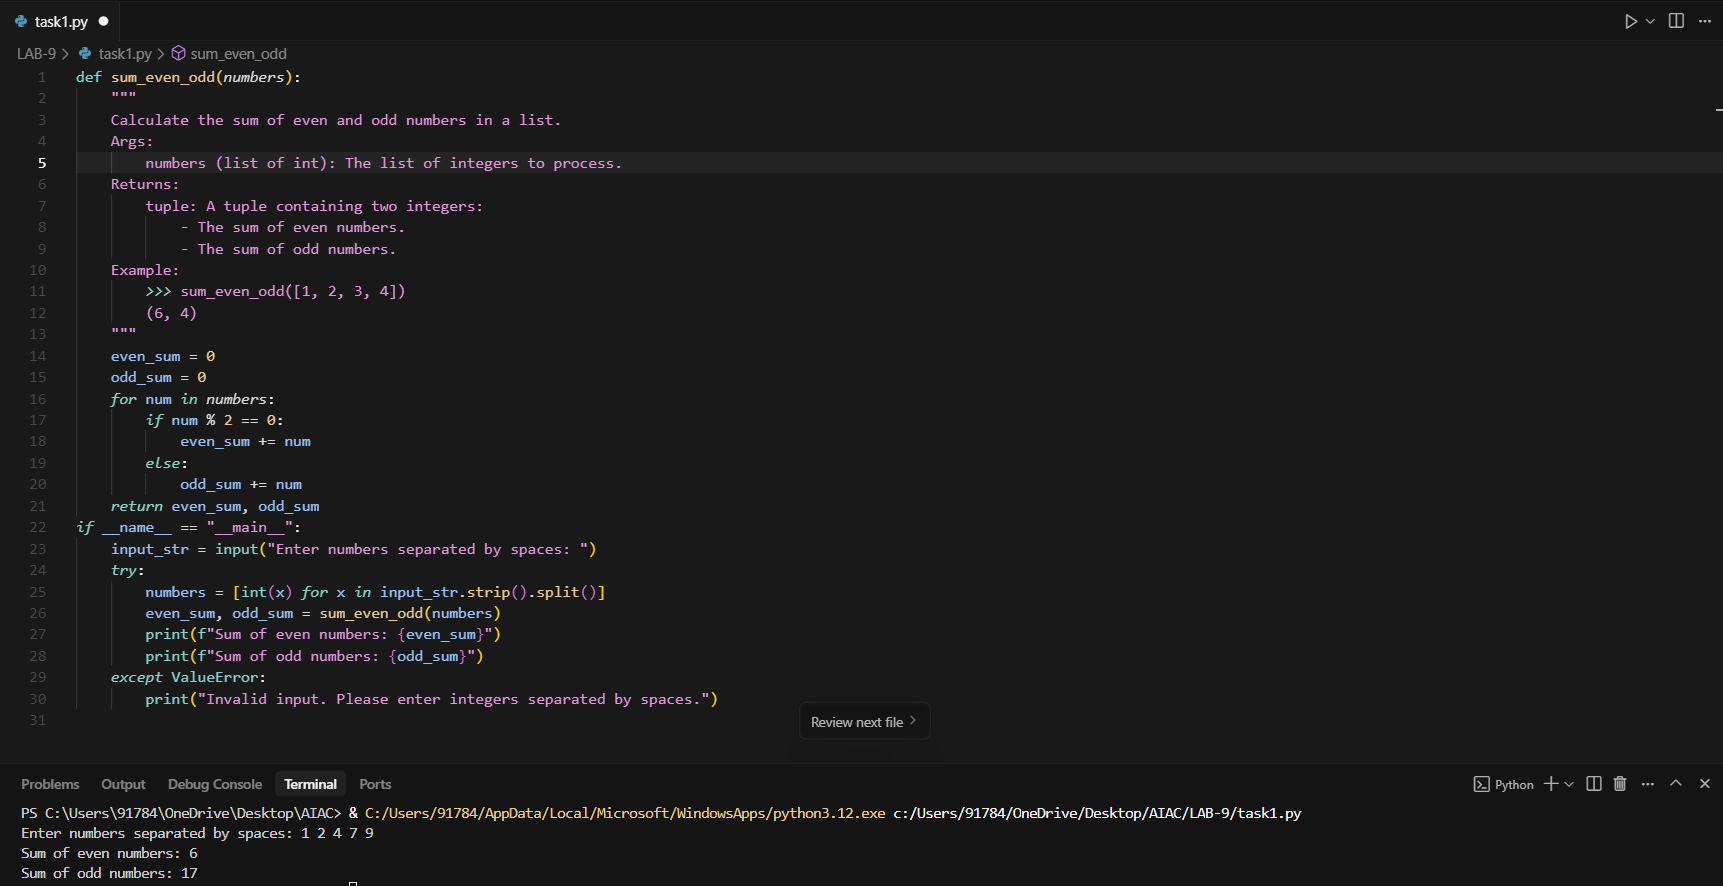 task1.py
LAB-9 > task1.py > sum_even_odd
1 def sum_even_odd(numbers):
2     """
3     Calculate the sum of even and odd numbers in a list.
4     Args:
5         numbers (list of int): The list of integers to process.
6     Returns:
7         tuple: A tuple containing two integers:
8             - The sum of even numbers.
9             - The sum of odd numbers.
10     Example:
11         >>> sum_even_odd([1, 2, 3, 4])
12         (6, 4)
13     """
14     even_sum = 0
15     odd_sum = 0
16     for num in numbers:
17         if num % 2 == 0:
18             even_sum += num
19         else:
20             odd_sum += num
21     return even_sum, odd_sum
22 if __name__ == "__main__":
23     input_str = input("Enter numbers separated by spaces: ")
24     try:
25         numbers = [int(x) for x in input_str.strip().split()]
26         even_sum, odd_sum = sum_even_odd(numbers)
27         print(f"Sum of even numbers: {even_sum}")
28         print(f"Sum of odd numbers: {odd_sum}")
29     except ValueError:
30         print("Invalid input. Please enter integers separated by spaces.")
31
Review next file >
Problems Output Debug Console Terminal Ports Python
PS C:\Users\91784\OneDrive\Desktop\AIAC> & C:/Users/91784/AppData/Local/Microsoft/WindowsApps/python3.12.exe c:/Users/91784/OneDrive/Desktop/AIAC/LAB-9/task1.py
Enter numbers separated by spaces: 1 2 4 7 9
Sum of even numbers: 6
Sum of odd numbers: 17